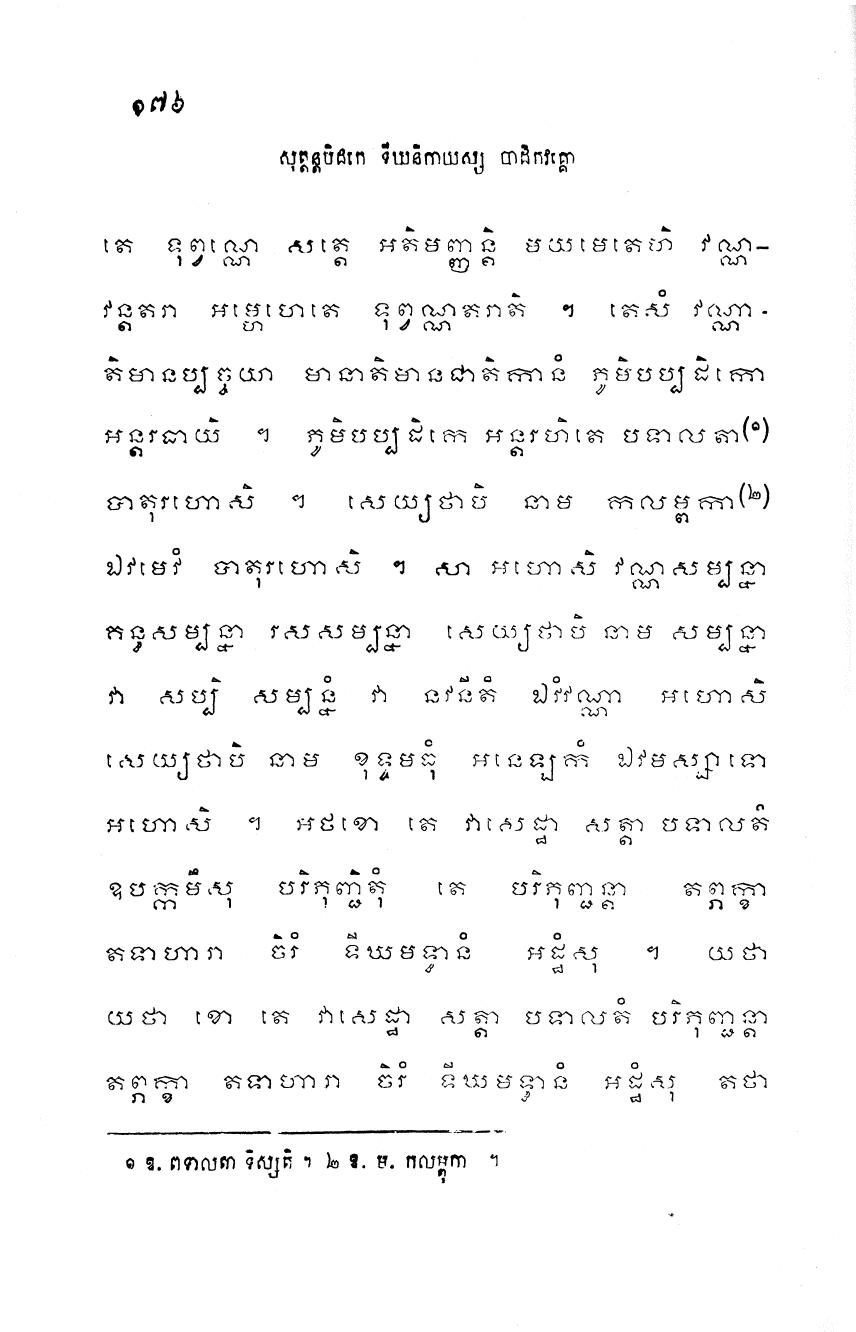 ១៧៦
សុត្តន្តបិដកេ ទីឃនិកាយស្ស បាដិកវគ្គោ
តេ ទុព្វណ្ណេ សត្តេ អតិមញ្ញន្តិ មយមេតេហិ វណ្ណ-
វន្តតរា អម្ហេហេតេ ទុព្វណ្ណតរាតិ ។ តេសំ វណ្ណា-
តិមានប្បច្ចយា មានាតិមានជាតិកានំ ភូមិបប្បដិកោ
អន្តរធាយិ ។ ភូមិបប្បដិកេ អន្តរហិតេ បទាលតា(១)
បាតុរហោសិ ។ សេយ្យថាបិ នាម កលម្ពកា(២)
ឯវមេវំ បាតុរហោសិ ។ សា អហោសិ វណ្ណសម្បន្នា
គន្ធសម្បន្នា រសសម្បន្នា សេយ្យថាបិ នាម សម្បន្នា
វា សប្បិ សម្បន្នំ វា នវនីតំ ឯវំវណ្ណា អហោសិ
សេយ្យថាបិ នាម ខុទ្ទមធុំ អនេឡកំ ឯវមស្សាទោ
អហោសិ ។ អថខោ តេ វាសេដ្ឋា សត្តា បទាលតំ
ឧបក្កមឹសុ បរិភុញ្ជិតុំ តេ បរិភុញ្ជន្តា តព្ភក្ខា
តទាហារា ចិរំ ទីឃមទ្ធានំ អដ្ឋំសុ ។ យថា
យថា ខោ តេ វាសេដ្ឋា សត្តា បទាលតំ បរិភុញ្ជន្តា
តព្ភក្ខា តទាហារា ចិរំ ទីឃមទ្ធានំ អដ្ឋំសុ តថា
១ ឱ. ពទាលតា ទិស្សតិ ។ ២ ឱ. ម. កលម្ពុកា ។